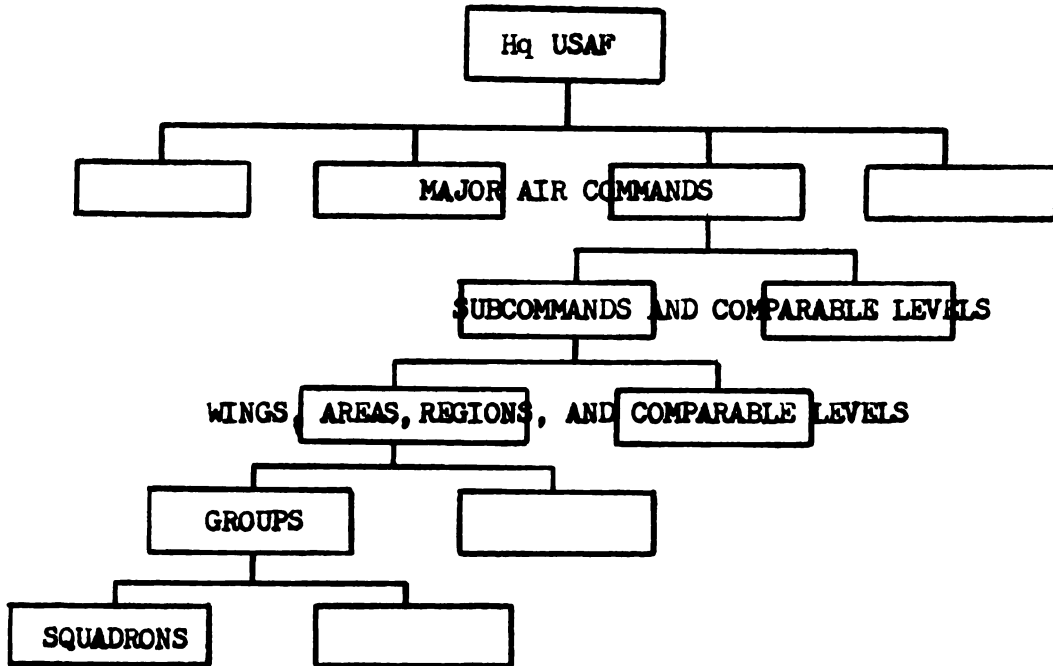 Hq USAF
MAJOR AIR COMMANDS
SUBCOMMANDS AND COMPARABLE LEVELS
WINGS, AREAS, REGIONS, AND COMPARABLE LEVELS
GROUPS
SQUADRONS